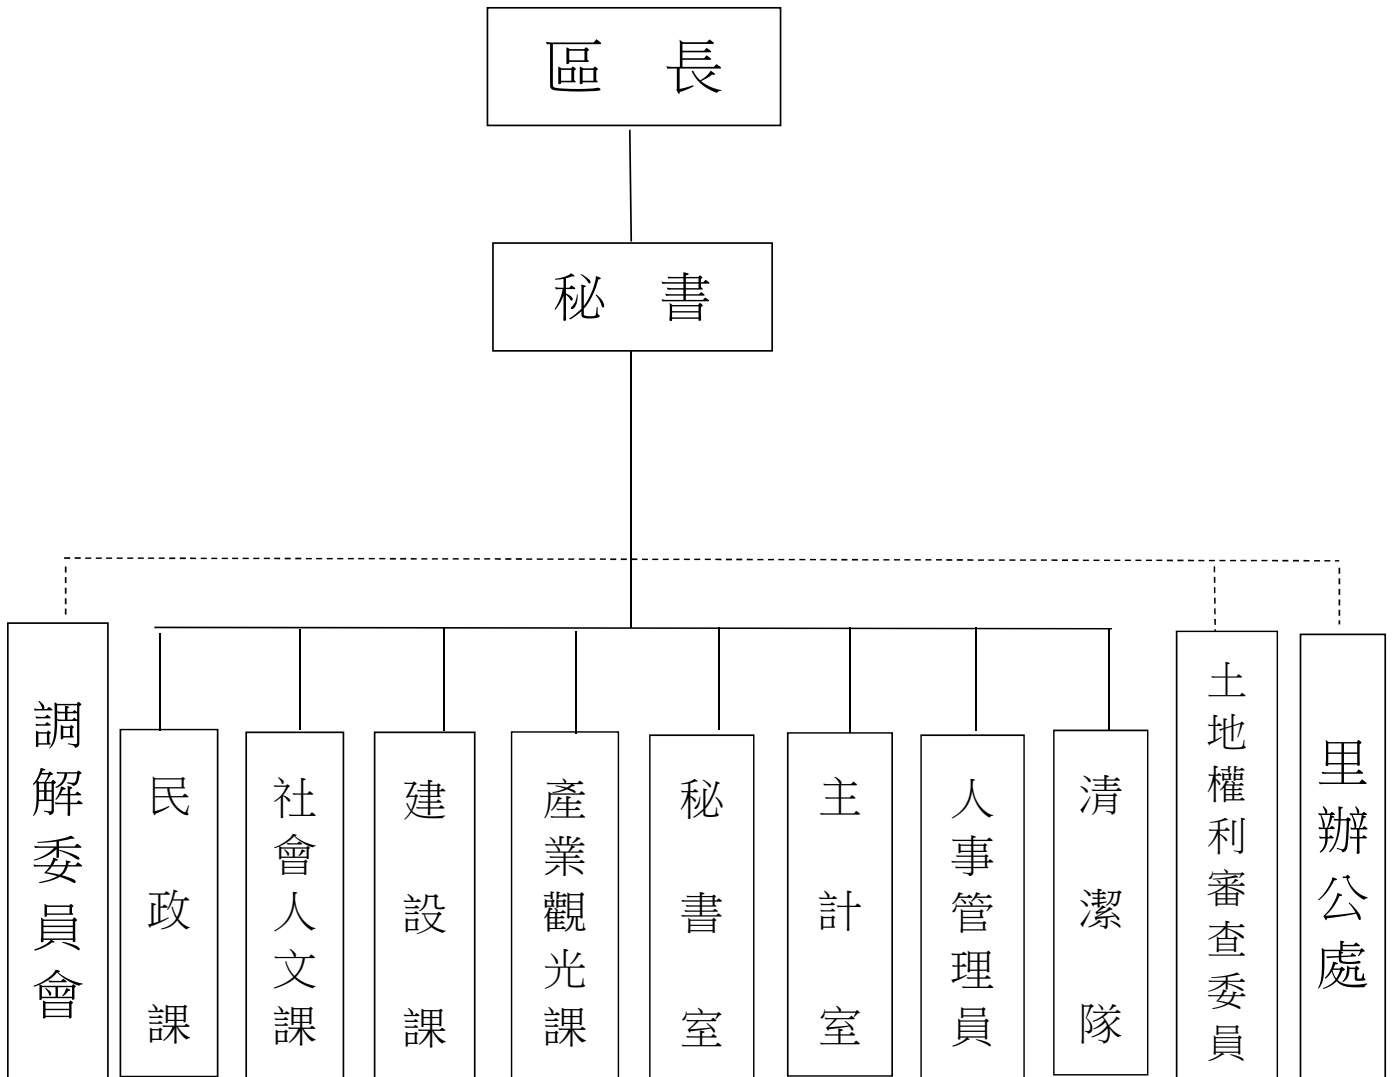 區 長
秘 書
調解委員會
民政課
社會人文課
建設課
產業觀光課
秘書室
主計室
人事管理員
清潔隊
土地權利審查委員
里辦公處